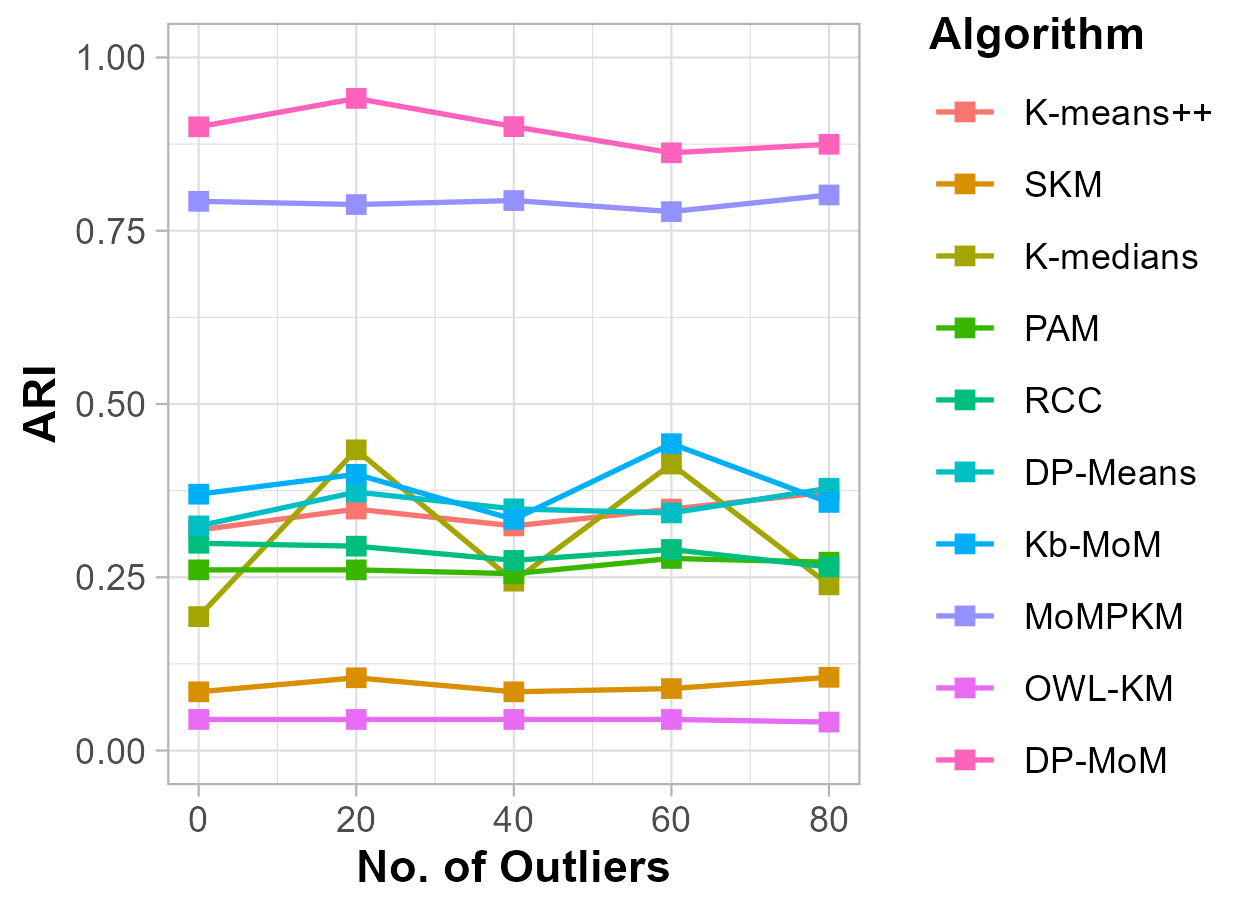 Algorithm
1.00
0.75
0.50
0.25
0.00
ARI
0 20 40 60 80
No. of Outliers
K-means++
SKM
K-medians
PAM
RCC
DP-Means
Kb-MoM
MoMPKM
OWL-KM
DP-MoM